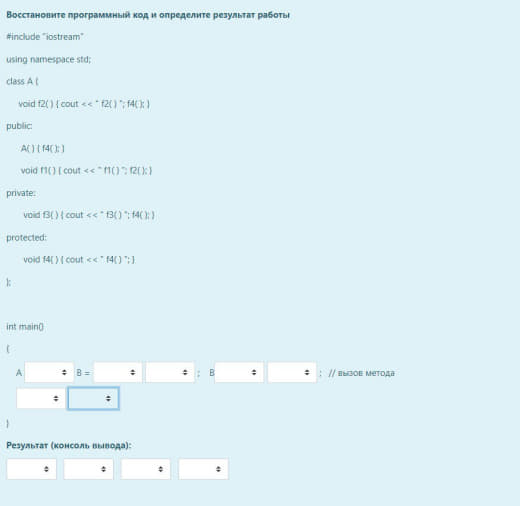 Восстановите программный код и определите результат работы
#include "iostream"
using namespace std;
class A {
void f2( ) { cout << " f2( ) "; f4( ); }
public:
A( ) { f4( ); }
void f1( ) { cout << " f1( ) "; f2( ); }
private:
void f3( ) { cout << " f3( ) "; f4( ); }
protected:
void f4( ) { cout << " f4( ) "; }
};
int main()
{
A B = ; B ; // вызов метода
}
Результат (консоль вывода):